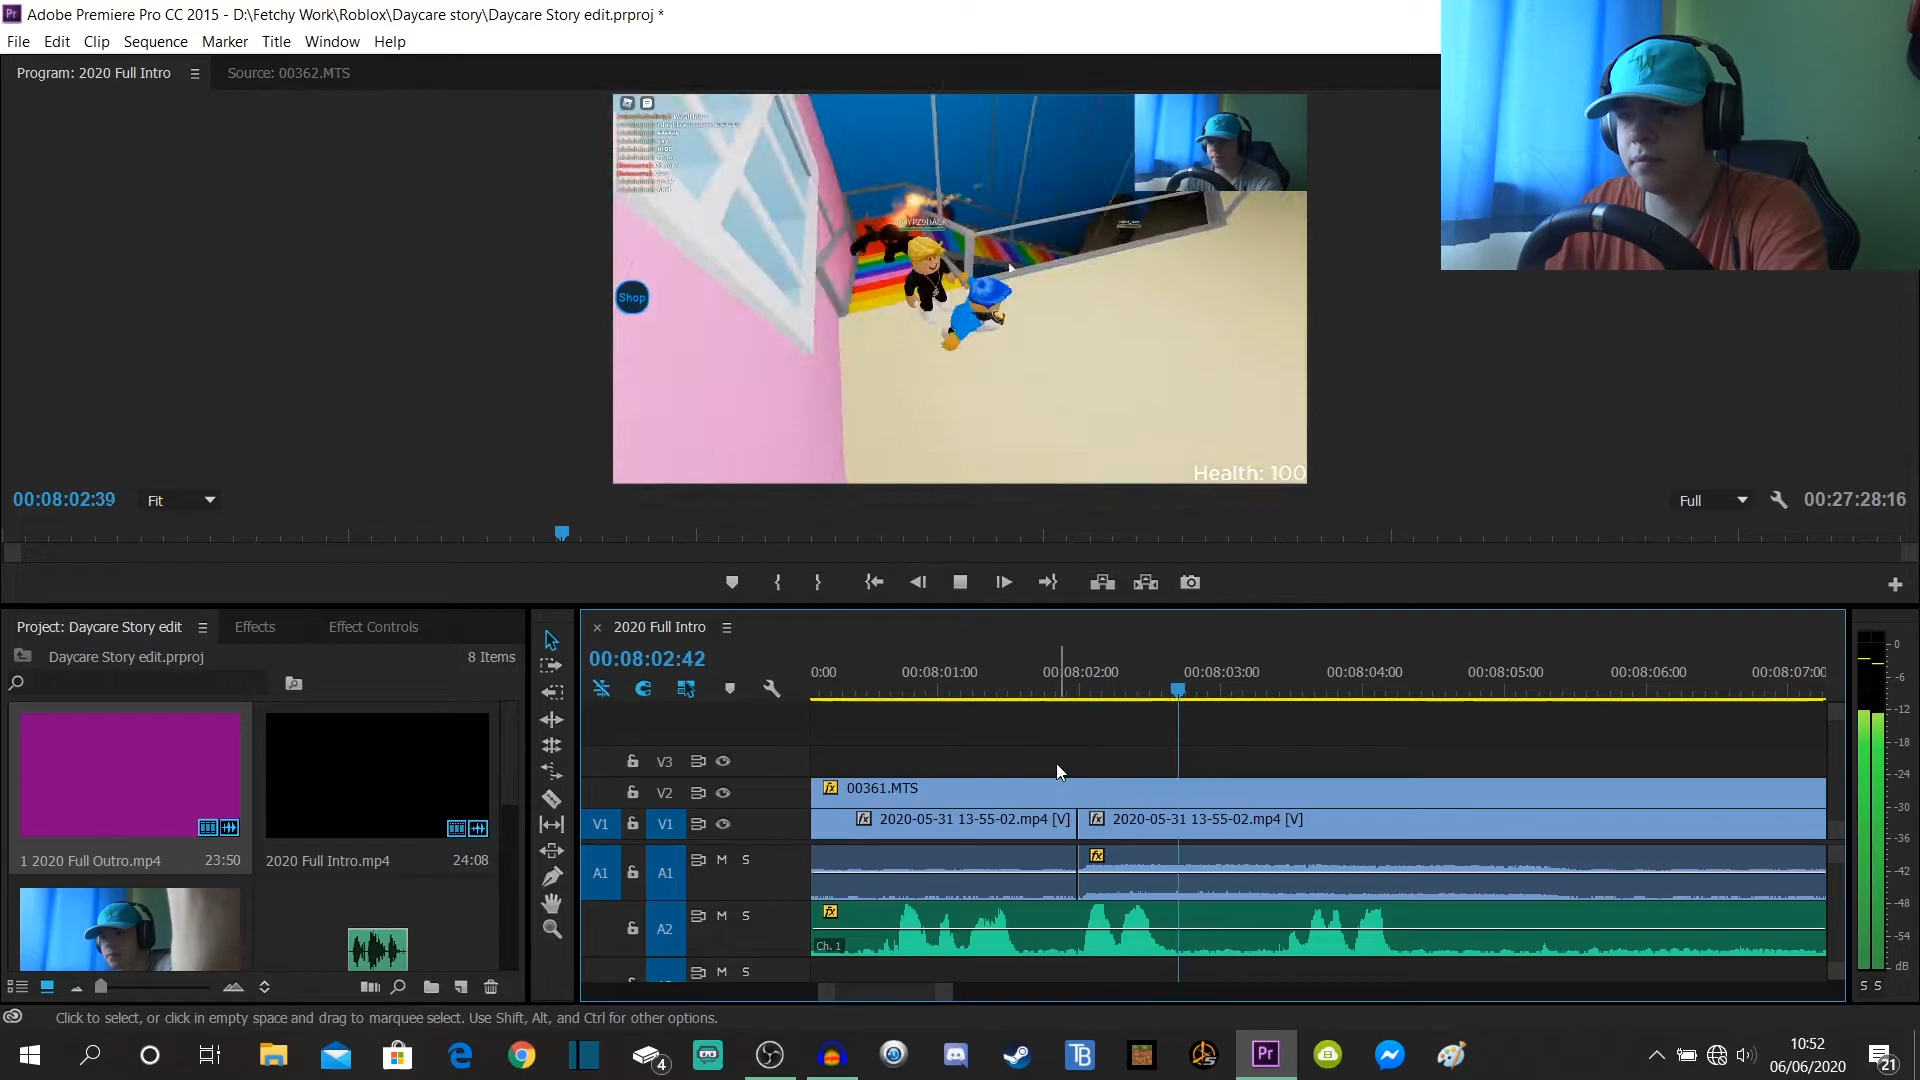 Adobe Premiere Pro CC 2015 - D:\Fetchy Work\Roblox\Daycare story\Daycare Story edit.prproj *
File Edit Clip Sequence Marker Title Window Help
Program: 2020 Full Intro
Source: 00362.MTS
Shop
Health: 100
00:08:02:39
Fit
Full
00:27:28:16
Project: Daycare Story edit
Effects
Effect Controls
Daycare Story edit.prproj
8 Items
1 2020 Full Outro.mp4
23:50
2020 Full Intro.mp4
24:08
2020 Full Intro
00:08:02:42
0:00
00:08:01:00
00:08:02:00
00:08:03:00
00:08:04:00
00:08:05:00
00:08:06:00
00:08:07:00
V3
V2
fx 00361.MTS
V1
V1
fx 2020-05-31 13-55-02.mp4 [V]
fx 2020-05-31 13-55-02.mp4 [V]
A1
A1
M S
fx
A2
M S
fx
Ch. 1
M S
0
-6
-12
-18
-24
-30
-36
-42
-48
-54
dB
S S
Click to select, or click in empty space and drag to marquee select. Use Shift, Alt, and Ctrl for other options.
4
TB
Pr
10:52
06/06/2020
21